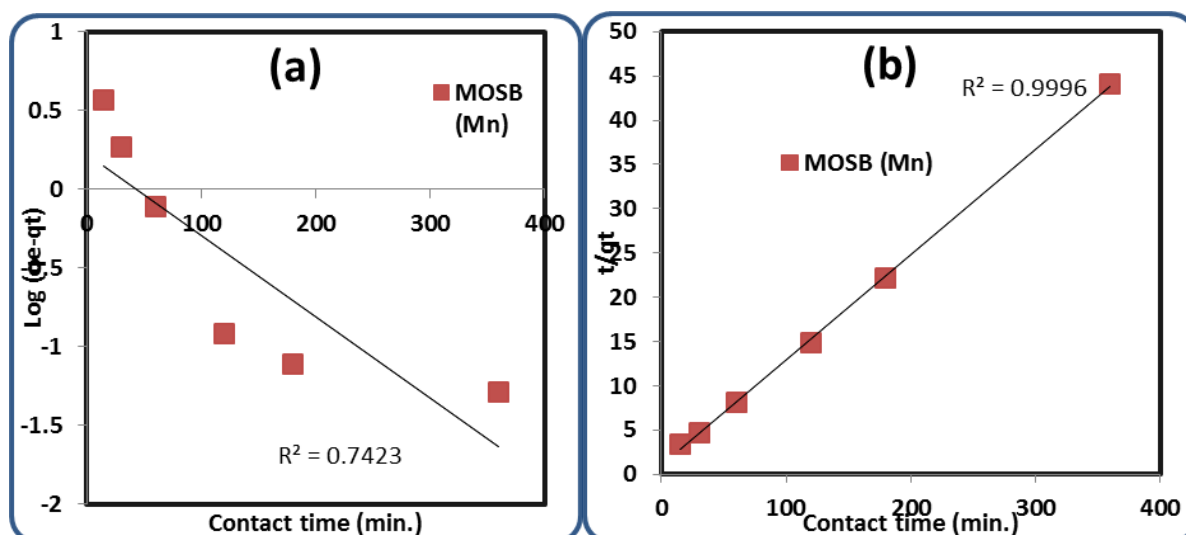 (a)
MOSB
(Mn)
1
0.5
0
-0.5
-1
-1.5
-2
0
100
200
300
400
Log (qe-qt)
R² = 0.7423
Contact time (min.)
(b)
R² = 0.9996
MOSB (Mn)
50
45
40
35
30
25
20
15
10
5
0
0
100
200
300
400
t/qt
Contact time (min.)